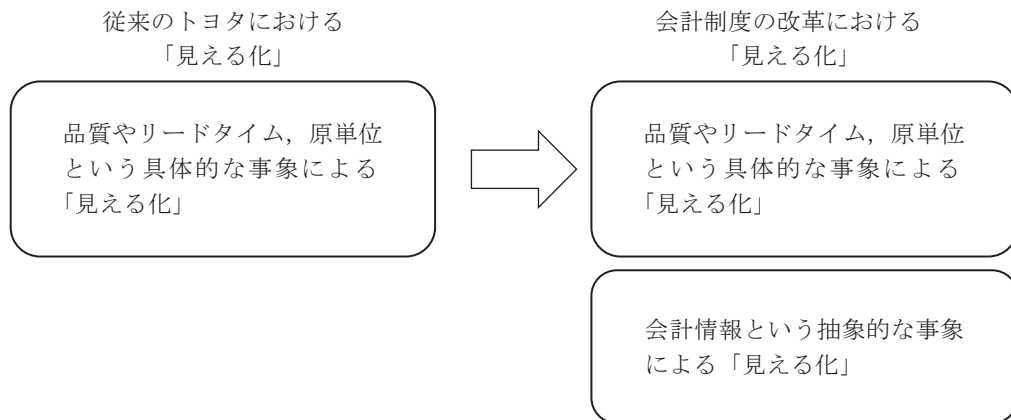 従来のトヨタにおける
「見える化」
品質やリードタイム，原単位
という具体的な事象による
「見える化」
会計制度の改革における
「見える化」
品質やリードタイム，原単位
という具体的な事象による
「見える化」
会計情報という抽象的な事象
による「見える化」